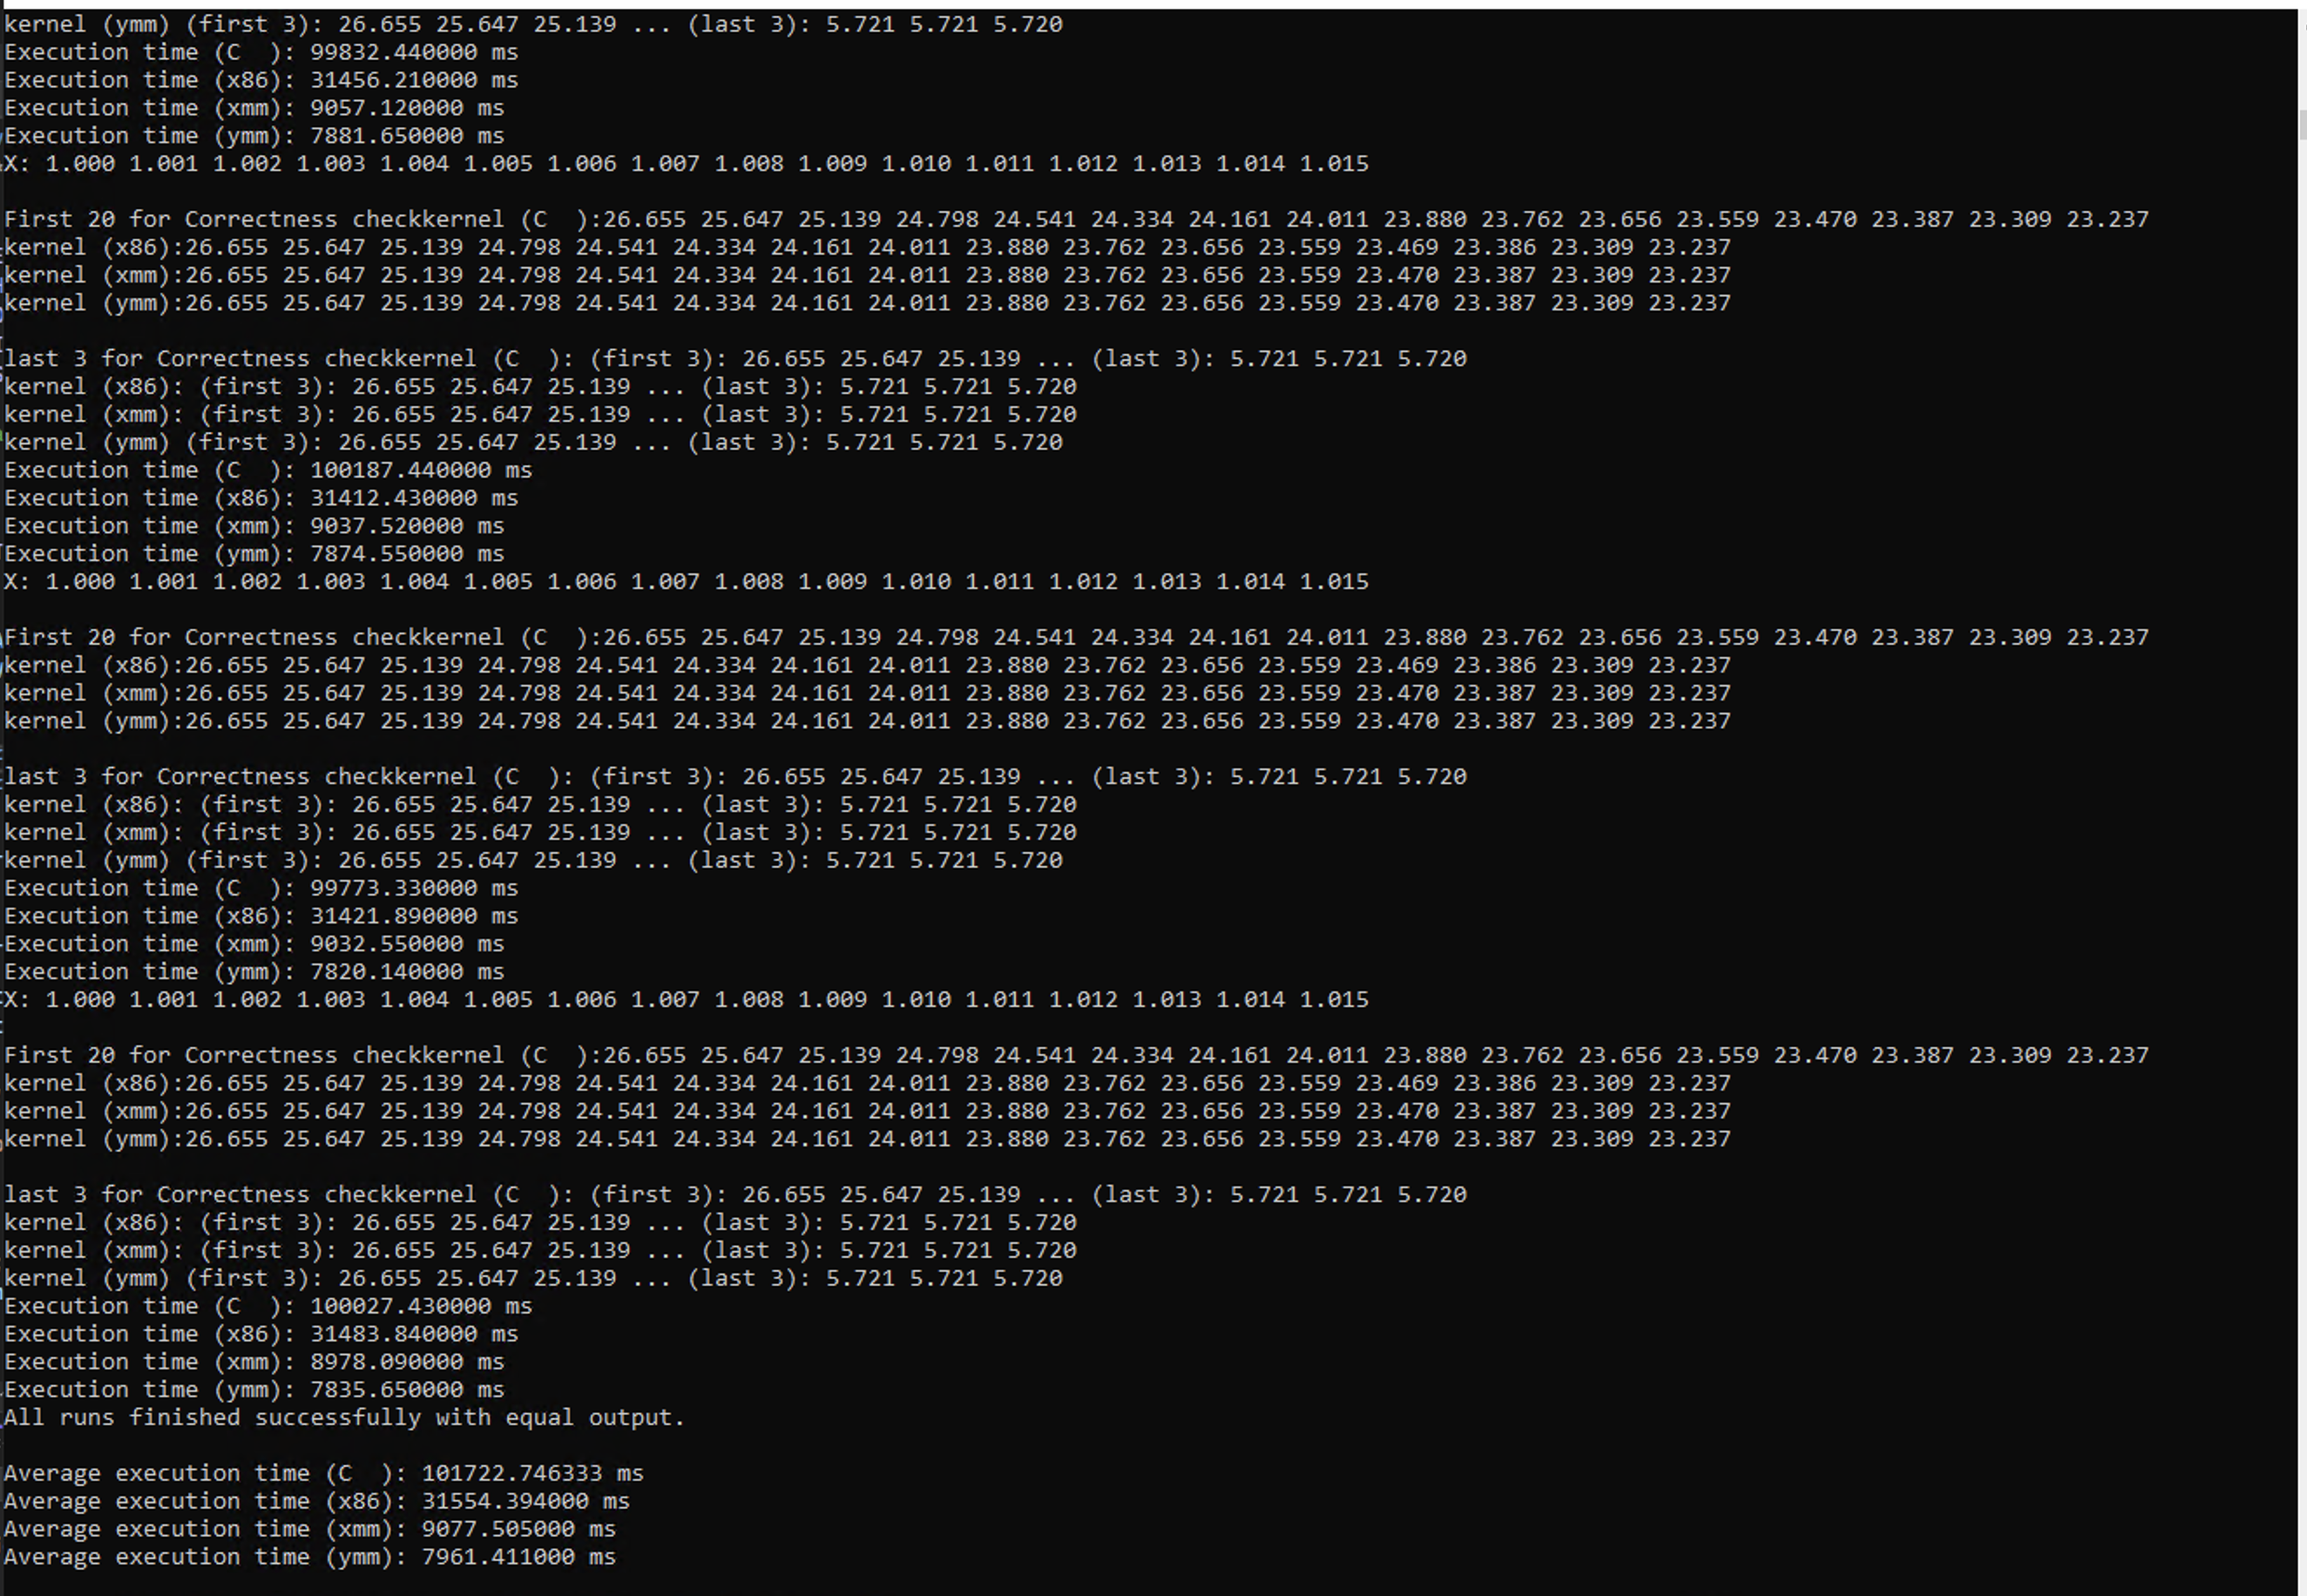 kernel (ymm) (first 3): 26.655 25.647 25.139 ... (last 3): 5.721 5.721 5.720
Execution time (C  ): 99832.440000 ms
Execution time (x86): 31456.210000 ms
Execution time (xmm): 9057.120000 ms
Execution time (ymm): 7881.650000 ms
X: 1.000 1.001 1.002 1.003 1.004 1.005 1.006 1.007 1.008 1.009 1.010 1.011 1.012 1.013 1.014 1.015
First 20 for Correctness checkkernel (C  ):26.655 25.647 25.139 24.798 24.541 24.334 24.161 24.011 23.880 23.762 23.656 23.559 23.470 23.387 23.309 23.237
kernel (x86):26.655 25.647 25.139 24.798 24.541 24.334 24.161 24.011 23.880 23.762 23.656 23.559 23.469 23.386 23.309 23.237
kernel (xmm):26.655 25.647 25.139 24.798 24.541 24.334 24.161 24.011 23.880 23.762 23.656 23.559 23.470 23.387 23.309 23.237
kernel (ymm):26.655 25.647 25.139 24.798 24.541 24.334 24.161 24.011 23.880 23.762 23.656 23.559 23.470 23.387 23.309 23.237
last 3 for Correctness checkkernel (C  ): (first 3): 26.655 25.647 25.139 ... (last 3): 5.721 5.721 5.720
kernel (x86): (first 3): 26.655 25.647 25.139 ... (last 3): 5.721 5.721 5.720
kernel (xmm): (first 3): 26.655 25.647 25.139 ... (last 3): 5.721 5.721 5.720
kernel (ymm) (first 3): 26.655 25.647 25.139 ... (last 3): 5.721 5.721 5.720
Execution time (C  ): 100187.440000 ms
Execution time (x86): 31412.430000 ms
Execution time (xmm): 9037.520000 ms
Execution time (ymm): 7874.550000 ms
X: 1.000 1.001 1.002 1.003 1.004 1.005 1.006 1.007 1.008 1.009 1.010 1.011 1.012 1.013 1.014 1.015
First 20 for Correctness checkkernel (C  ):26.655 25.647 25.139 24.798 24.541 24.334 24.161 24.011 23.880 23.762 23.656 23.559 23.470 23.387 23.309 23.237
kernel (x86):26.655 25.647 25.139 24.798 24.541 24.334 24.161 24.011 23.880 23.762 23.656 23.559 23.469 23.386 23.309 23.237
kernel (xmm):26.655 25.647 25.139 24.798 24.541 24.334 24.161 24.011 23.880 23.762 23.656 23.559 23.470 23.387 23.309 23.237
kernel (ymm):26.655 25.647 25.139 24.798 24.541 24.334 24.161 24.011 23.880 23.762 23.656 23.559 23.470 23.387 23.309 23.237
last 3 for Correctness checkkernel (C  ): (first 3): 26.655 25.647 25.139 ... (last 3): 5.721 5.721 5.720
kernel (x86): (first 3): 26.655 25.647 25.139 ... (last 3): 5.721 5.721 5.720
kernel (xmm): (first 3): 26.655 25.647 25.139 ... (last 3): 5.721 5.721 5.720
kernel (ymm) (first 3): 26.655 25.647 25.139 ... (last 3): 5.721 5.721 5.720
Execution time (C  ): 99773.330000 ms
Execution time (x86): 31421.890000 ms
Execution time (xmm): 9032.550000 ms
Execution time (ymm): 7820.140000 ms
X: 1.000 1.001 1.002 1.003 1.004 1.005 1.006 1.007 1.008 1.009 1.010 1.011 1.012 1.013 1.014 1.015
First 20 for Correctness checkkernel (C  ):26.655 25.647 25.139 24.798 24.541 24.334 24.161 24.011 23.880 23.762 23.656 23.559 23.470 23.387 23.309 23.237
kernel (x86):26.655 25.647 25.139 24.798 24.541 24.334 24.161 24.011 23.880 23.762 23.656 23.559 23.469 23.386 23.309 23.237
kernel (xmm):26.655 25.647 25.139 24.798 24.541 24.334 24.161 24.011 23.880 23.762 23.656 23.559 23.470 23.387 23.309 23.237
kernel (ymm):26.655 25.647 25.139 24.798 24.541 24.334 24.161 24.011 23.880 23.762 23.656 23.559 23.470 23.387 23.309 23.237
last 3 for Correctness checkkernel (C  ): (first 3): 26.655 25.647 25.139 ... (last 3): 5.721 5.721 5.720
kernel (x86): (first 3): 26.655 25.647 25.139 ... (last 3): 5.721 5.721 5.720
kernel (xmm): (first 3): 26.655 25.647 25.139 ... (last 3): 5.721 5.721 5.720
kernel (ymm) (first 3): 26.655 25.647 25.139 ... (last 3): 5.721 5.721 5.720
Execution time (C  ): 100027.430000 ms
Execution time (x86): 31483.840000 ms
Execution time (xmm): 8978.090000 ms
Execution time (ymm): 7835.650000 ms
All runs finished successfully with equal output.
Average execution time (C  ): 101722.746333 ms
Average execution time (x86): 31554.394000 ms
Average execution time (xmm): 9077.505000 ms
Average execution time (ymm): 7961.411000 ms